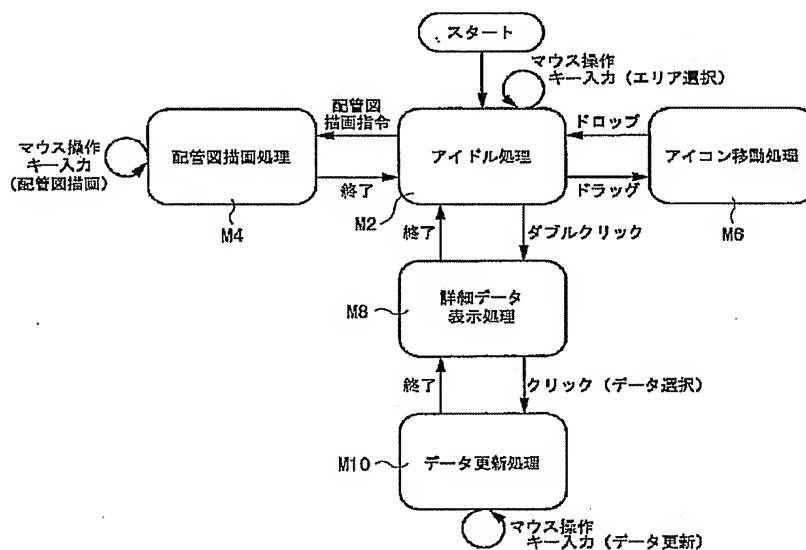 スタート
マウス操作
キー入力(エリア選択)
配管図
描画指令
ドロップ
マウス操作
キー入力
(配管図描画)
配管図描画処理
アイドル処理
アイコン移動処理
終了
ドラッグ
M4
M2
M6
終了
ダブルクリック
M8
詳細データ
表示処理
終了
クリック(データ選択)
M10
データ更新処理
マウス操作
キー入力(データ更新)